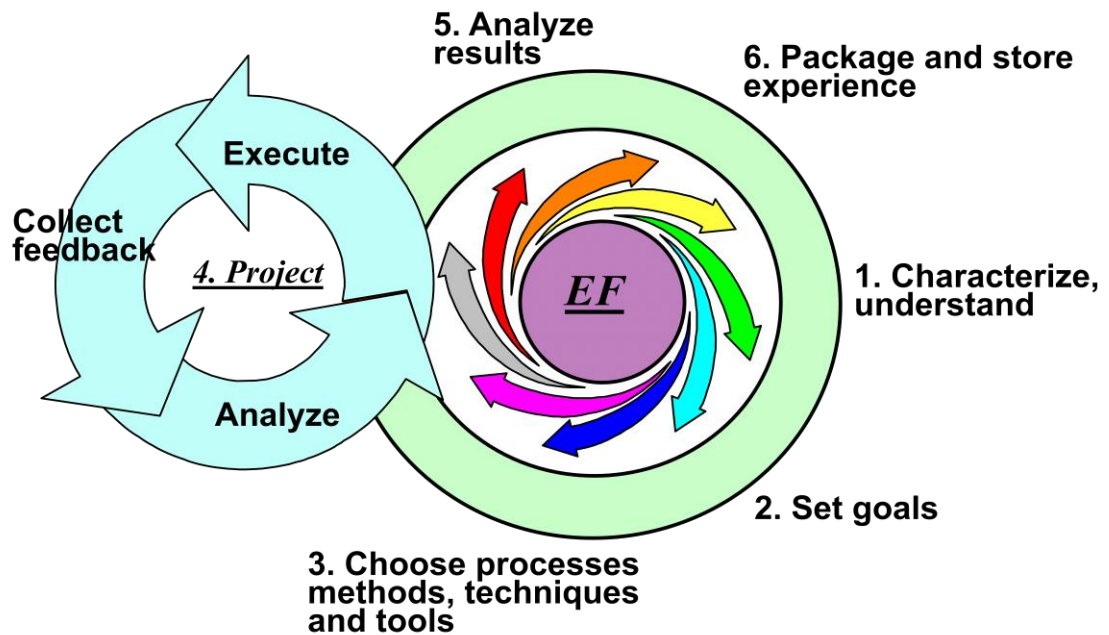 5. Analyze
results
6. Package and store
experience
Execute
Collect
feedback
4. Project
EF
1. Characterize,
understand
Analyze
2. Set goals
3. Choose processes
methods, techniques
and tools